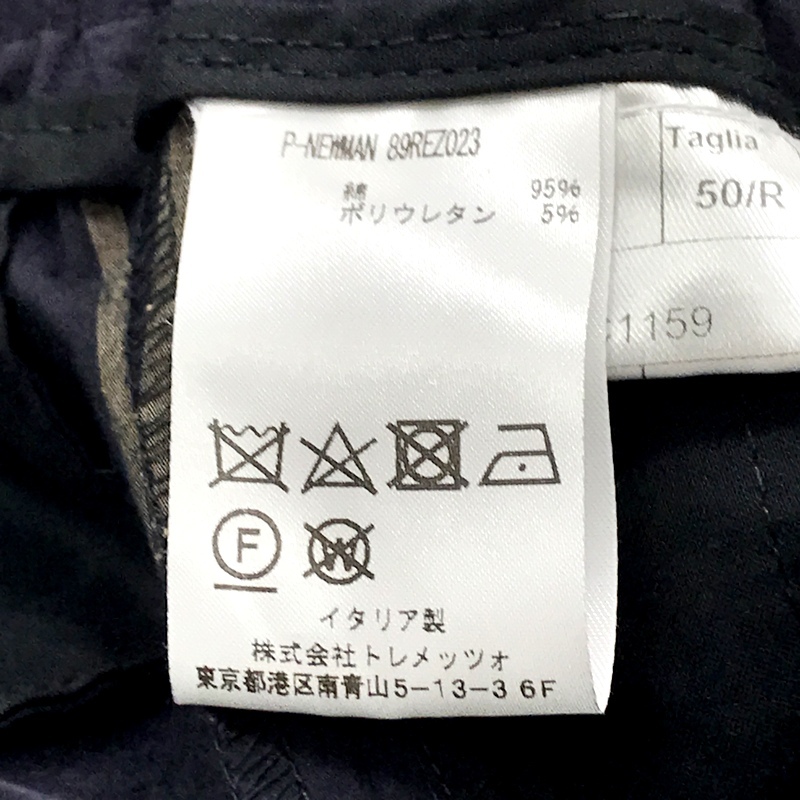 P-NEWMAN 89REZ023
綿 95%
ポリウレタン 5%
F
W
イタリア製
株式会社トレメッツォ
東京都港区南青山5-13-3 6F
Taglia
50/R
1159